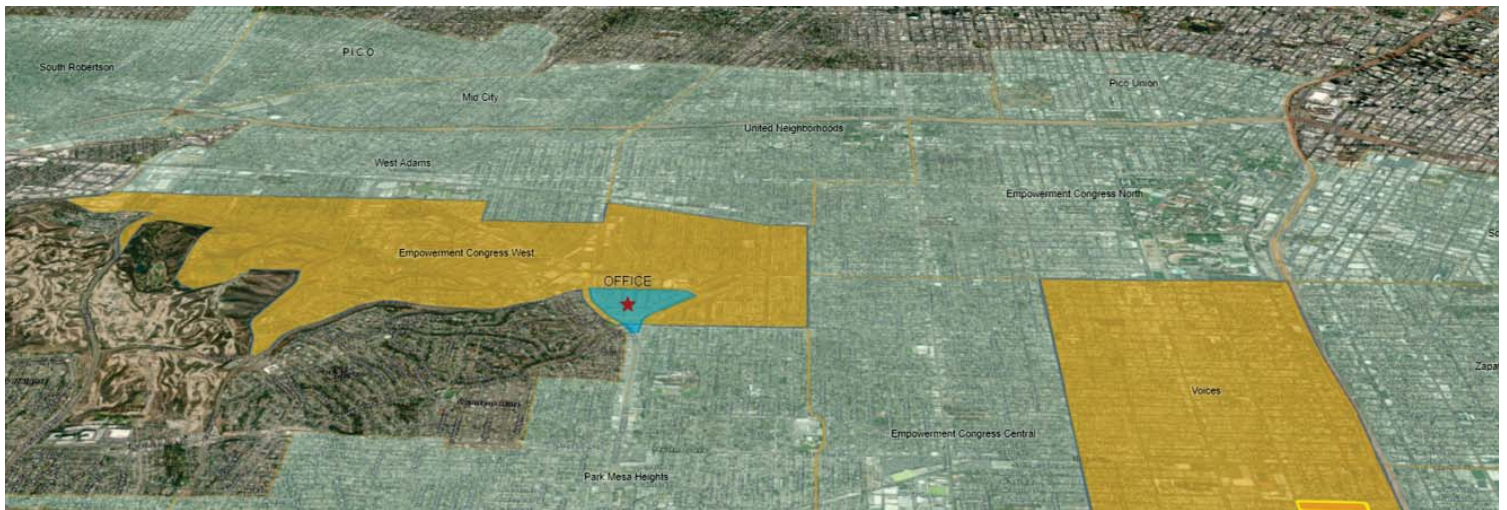 PICO
South Robertson
Pico Union
Mid City
United Neighborhoods
West Adams
Empowerment Congress North
Empowerment Congress West
OFFICE
Voices
Empowerment Congress Central
Park Mesa Heights